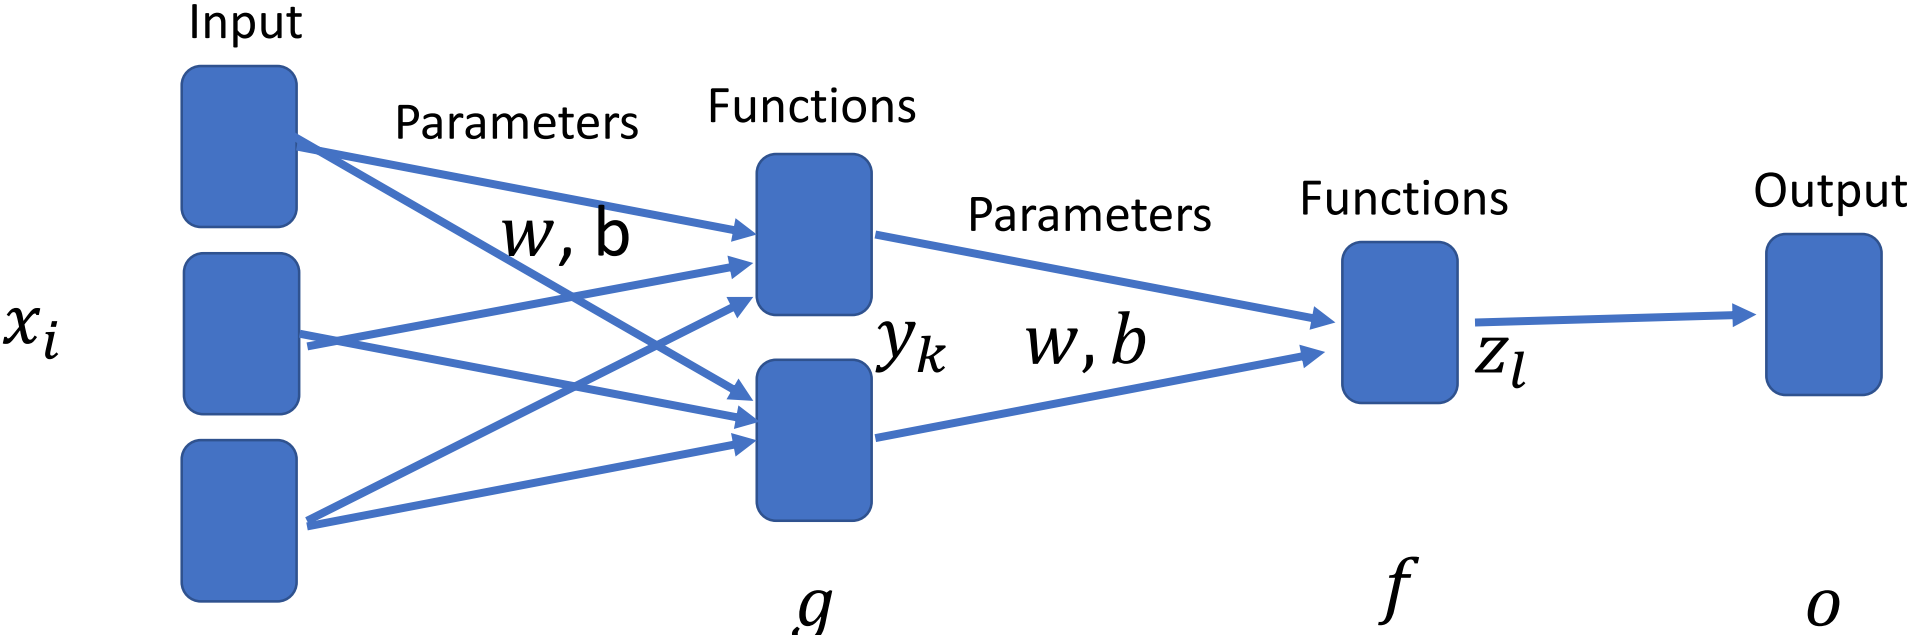 Input
Parameters
Functions
w, b
Parameters
Functions
Output
x_i
y_k
w, b
z_l
g
f
o